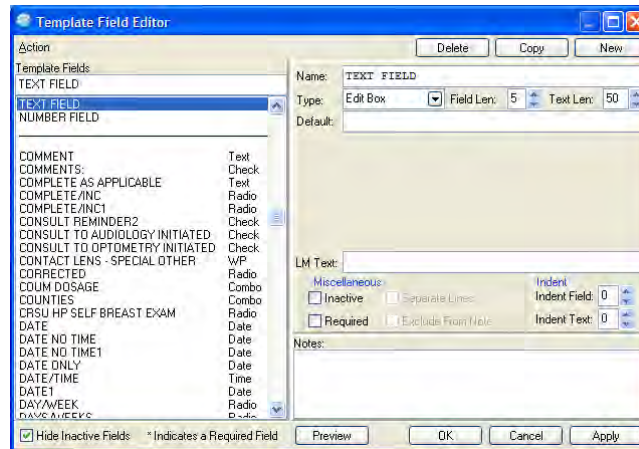 Template Field Editor
Action
Delete Copy New
Template Fields
TEXT FIELD
TEXT FIELD
NUMBER FIELD
COMMENT Text
COMMENTS: Check
COMPLETE AS APPLICABLE Text
COMPLETE/INC Radio
COMPLETE/INC1 Radio
CONSULT REMINDER2 Check
CONSULT TO AUDIOLOGY INITIATED Check
CONSULT TO OPTOMETRY INITIATED Check
CONTACT LENS - SPECIAL OTHER WP
CORRECTED Radio
COUM DOSAGE Combo
COUNTIES Combo
CRSU HP SELF BREAST EXAM Radio
DATE Date
DATE NO TIME Date
DATE NO TIME1 Date
DATE ONLY Date
DATE/TIME Time
DATE1 Date
DAY/WEEK Radio
DAYS/WEEKS Radio
Name: TEXT FIELD
Type: Edit Box Field Len: 5 Text Len: 50
Default:
LM Text:
Miscellaneous Indent
Inactive Separate Lines Indent Field: 0
Required Exclude From Note Indent Text: 0
Notes:
Hide Inactive Fields * Indicates a Required Field Preview OK Cancel Apply